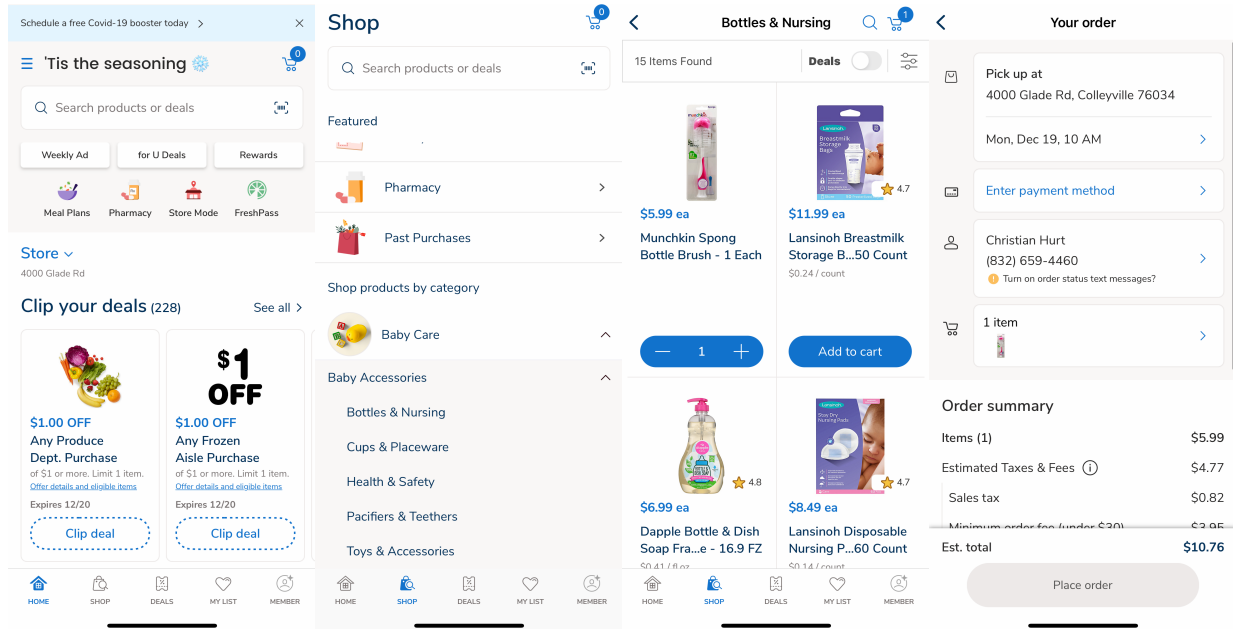 Schedule a free Covid-19 booster today
'Tis the seasoning
0
Search products or deals
Weekly Ad
for U Deals
Rewards
Meal Plans
Pharmacy
Store Mode
FreshPass
Store
4000 Glade Rd
Clip your deals (228)
See all
$1.00 OFF
Any Produce
Dept. Purchase
of $1 or more. Limit 1 item.
Offer details and eligible items
Expires 12/20
Clip deal
$1
OFF
$1.00 OFF
Any Frozen
Aisle Purchase
of $1 or more. Limit 1 item.
Offer details and eligible items
Expires 12/20
Clip deal
HOME
SHOP
DEALS
MY LIST
MEMBER
Shop
0
Search products or deals
Featured
Pharmacy
Past Purchases
Shop products by category
Baby Care
Baby Accessories
Bottles & Nursing
Cups & Placeware
Health & Safety
Pacifiers & Teethers
Toys & Accessories
HOME
SHOP
DEALS
MY LIST
MEMBER
Bottles & Nursing
1
15 Items Found
Deals
munchkin
$5.99 ea
Munchkin Spong
Bottle Brush - 1 Each
1
Lansinoh
Breastmilk
Storage
Bags
4.7
$11.99 ea
Lansinoh Breastmilk
Storage B...50 Count
$0.24 / count
Add to cart
4.8
$6.99 ea
Dapple Bottle & Dish
Soap Fra...e - 16.9 FZ
$0.41 / fl.oz
Lansinoh
Stay Dry
Nursing Pads
4.7
$8.49 ea
Lansinoh Disposable
Nursing P...60 Count
$0.14 / count
HOME
SHOP
DEALS
MY LIST
MEMBER
Your order
Pick up at
4000 Glade Rd, Colleyville 76034
Mon, Dec 19, 10 AM
Enter payment method
Christian Hurt
(832) 659-4460
Turn on order status text messages?
1 item
Order summary
Items (1)
$5.99
Estimated Taxes & Fees
$4.77
Sales tax
$0.82
Minimum order fee (under $30)
$3.95
Est. total
$10.76
Place order